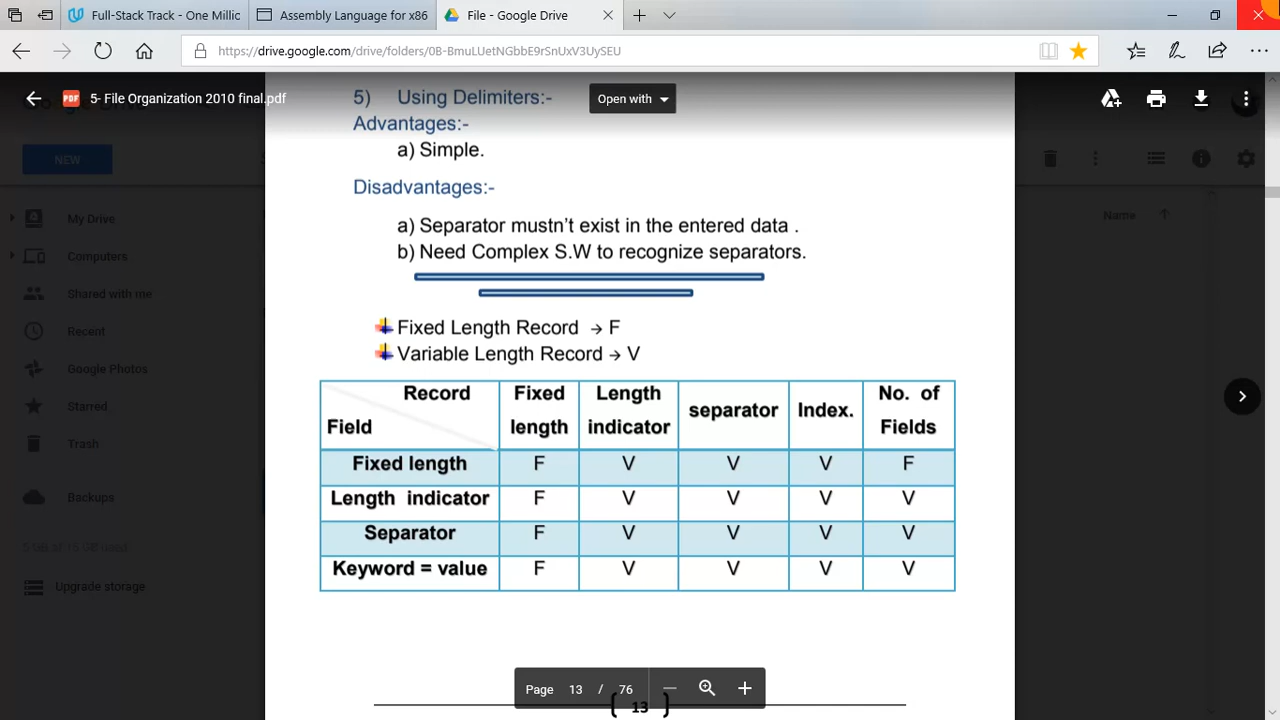 Full-Stack Track - One Millic
Assembly Language for x86
File - Google Drive
https://drive.google.com/drive/folders/0B-BmuLUetNGbbE9rSnUxV3UySEU
PDF 5- File Organization 2010 final.pdf
Open with
NEW
My Drive
Computers
Shared with me
Recent
Google Photos
Starred
Trash
Backups
Upgrade storage
Name
5) Using Delimiters:-
Advantages:-
a) Simple.
Disadvantages:-
a) Separator mustn't exist in the entered data .
b) Need Complex S.W to recognize separators.
Fixed Length Record → F
Variable Length Record → V
Record Field Fixed length Length indicator separator Index. No. of Fields
Fixed length F V V V F
Length indicator F V V V V
Separator F V V V V
Keyword = value F V V V V
Page 13 / 76
13